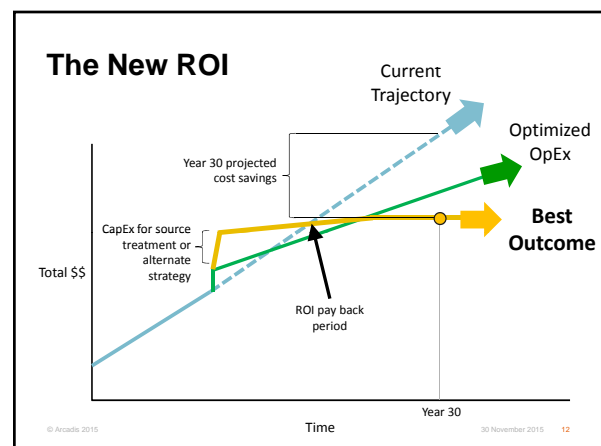 The New ROI
Current
Trajectory
Optimized
OpEx
Year 30 projected
cost savings
Best
Outcome
CapEx for source
treatment or
alternate
strategy
Total $$
ROI pay back
period
Year 30
© Arcadis 2015
Time
30 November 2015
12